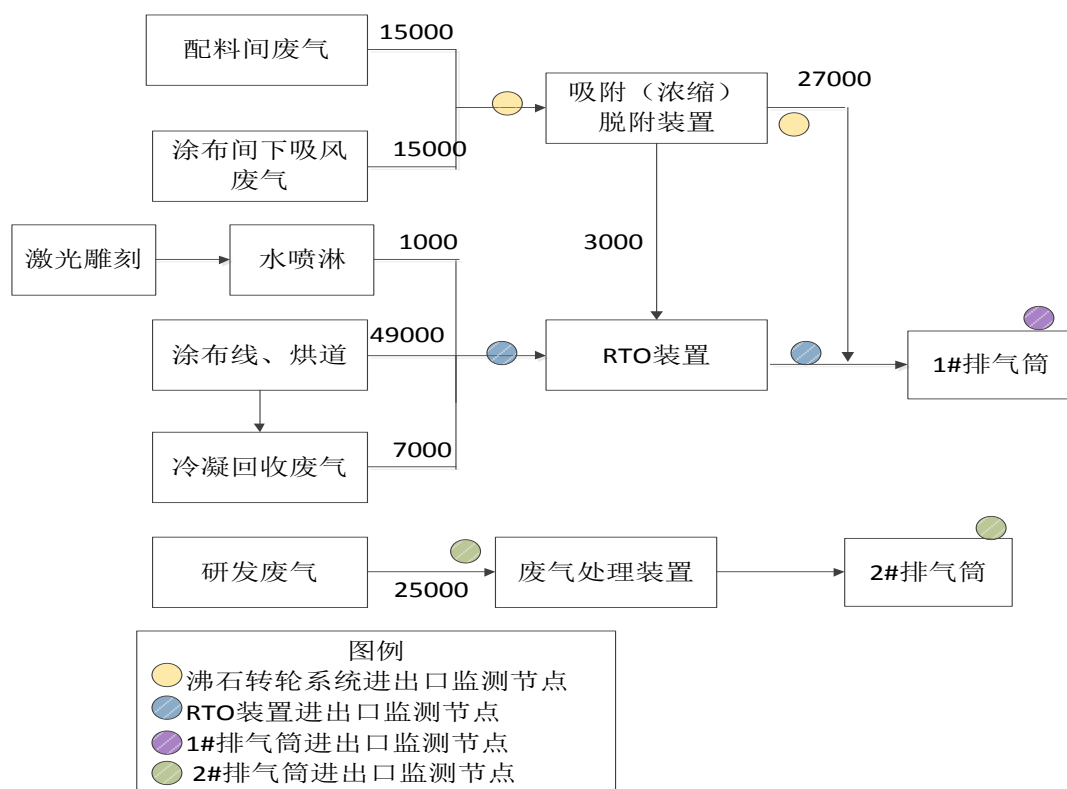 配料间废气
15000
吸附（浓缩）
脱附装置
27000
涂布间下吸风
废气
15000
激光雕刻
水喷淋
1000
3000
涂布线、烘道
49000
RTO装置
1#排气筒
冷凝回收废气
7000
研发废气
25000
废气处理装置
2#排气筒
图例
沸石转轮系统进出口监测节点
RTO装置进出口监测节点
1#排气筒进出口监测节点
2#排气筒进出口监测节点